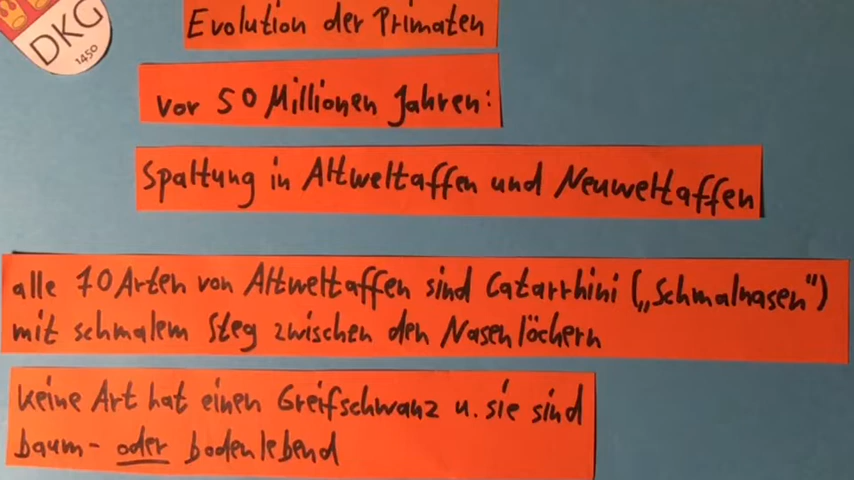 DKG
1450
Evolution der Primaten
vor 50 Millionen Jahren:
Spaltung in Altweltaffen und Neuweltaffen
alle 70 Arten von Altweltaffen sind Catarrhini („Schmalnasen“)
mit schmalem Steg zwischen den Nasenlöchern
keine Art hat einen Greifschwanz u. sie sind
baum- oder bodenlebend